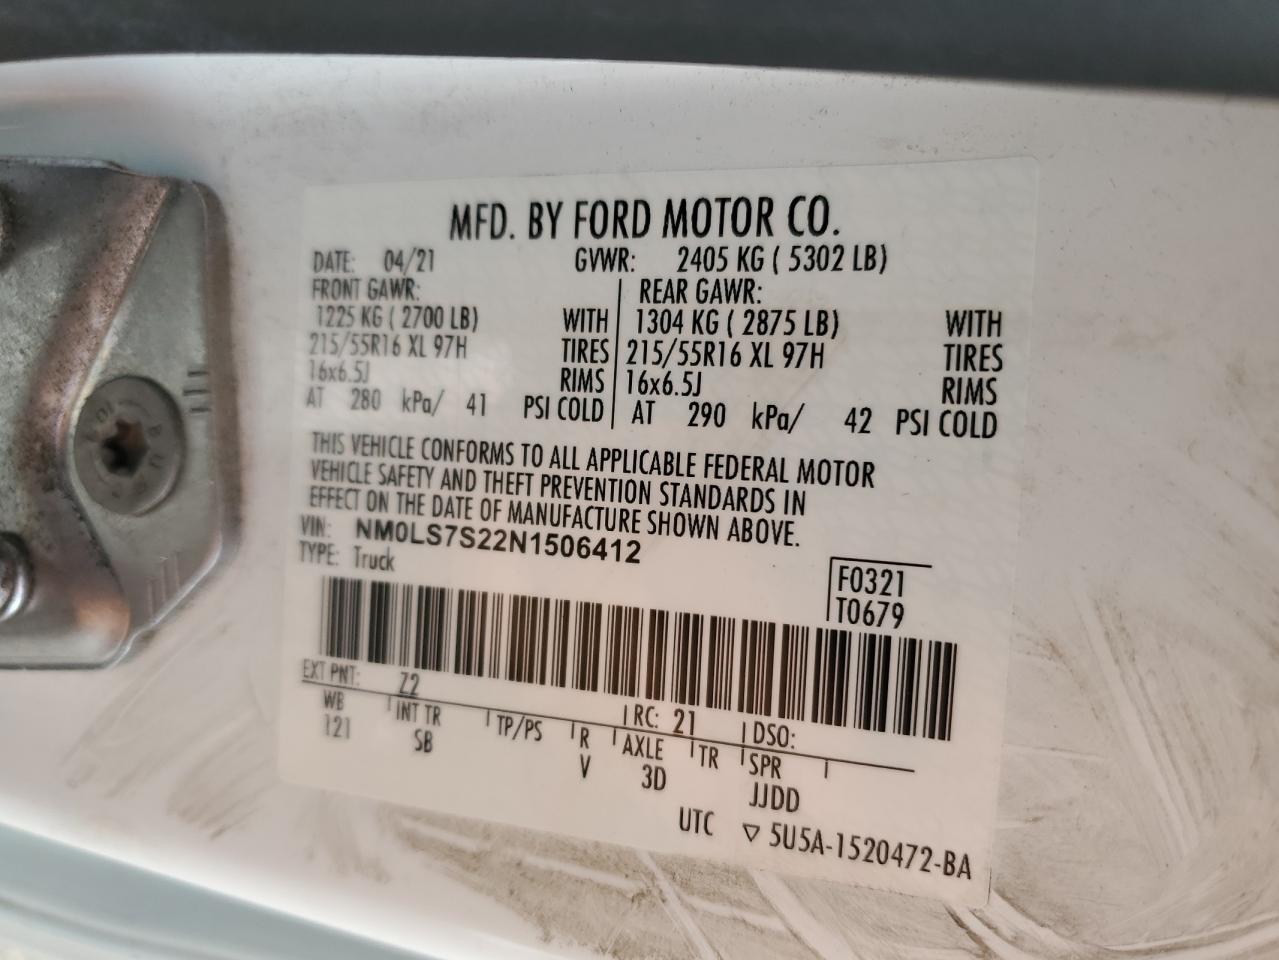 MFD. BY FORD MOTOR CO.
DATE: 04/21 GVWR: 2405 KG ( 5302 LB)
FRONT GAWR: REAR GAWR:
1225 KG ( 2700 LB) WITH 1304 KG ( 2875 LB) WITH
215/55R16 XL 97H TIRES 215/55R16 XL 97H TIRES
16x6.5J RIMS 16x6.5J RIMS
AT 280 kPa/ 41 PSI COLD AT 290 kPa/ 42 PSI COLD
THIS VEHICLE CONFORMS TO ALL APPLICABLE FEDERAL MOTOR
VEHICLE SAFETY AND THEFT PREVENTION STANDARDS IN
EFFECT ON THE DATE OF MANUFACTURE SHOWN ABOVE.
VIN: NM0LS7S22N1506412
TYPE: Truck
F0321
T0679
EXT PNT: Z2 RC: 21 DSO:
WB INT TR TP/PS R AXLE TR SPR
121 SB V 3D JJDD
UTC ▽ 5U5A-1520472-BA